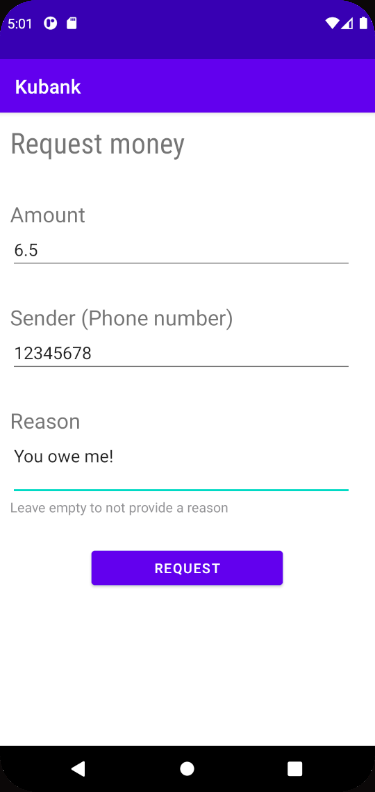 5:01
Kubank
Request money
Amount
6.5
Sender (Phone number)
12345678
Reason
You owe me!
Leave empty to not provide a reason
REQUEST